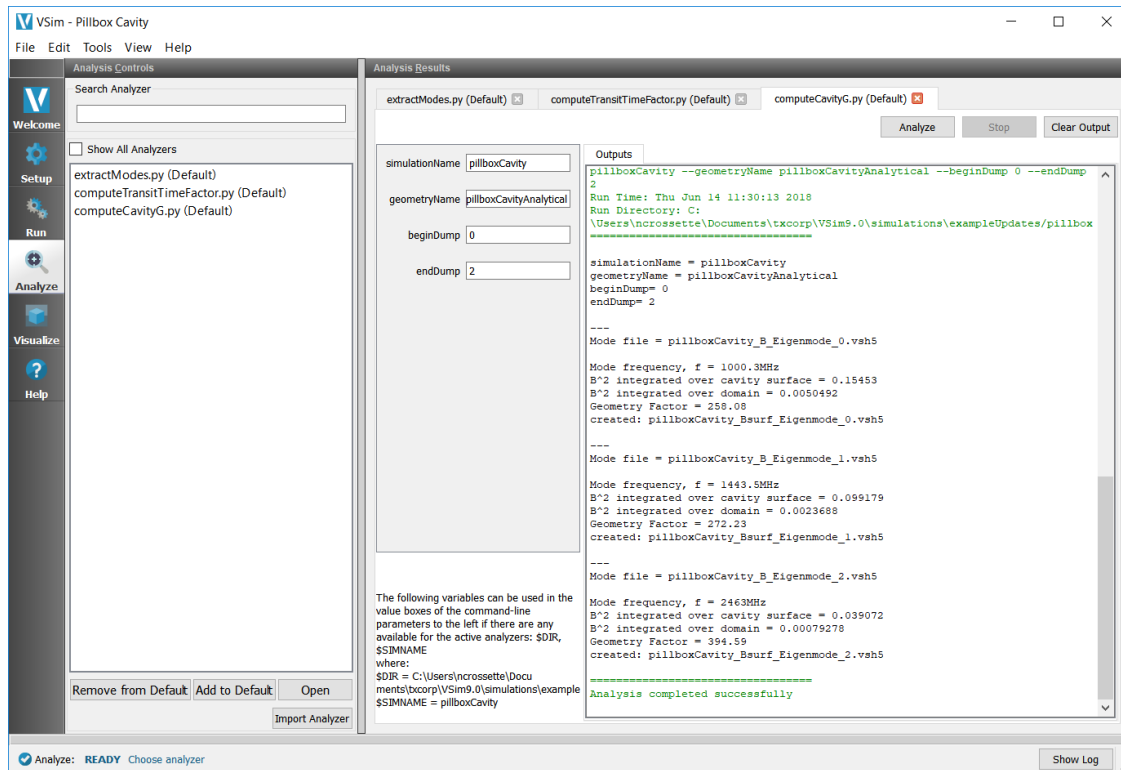 VSim - Pillbox Cavity
File Edit Tools View Help
Analysis Controls
Search Analyzer
Show All Analyzers
extractModes.py (Default)
computeTransitTimeFactor.py (Default)
computeCavityG.py (Default)
Welcome
Setup
Run
Analyze
Visualize
Help
Remove from Default Add to Default Open
Import Analyzer
Analysis Results
extractModes.py (Default) computeTransitTimeFactor.py (Default) computeCavityG.py (Default)
Analyze Stop Clear Output
simulationName pillboxCavity
geometryName pillboxCavityAnalytical
beginDump 0
endDump 2
The following variables can be used in the
value boxes of the command-line
parameters to the left if there are any
available for the active analyzers: $DIR,
$SIMNAME
where:
$DIR = C:\Users\ncrossette\Docu
ments\txcorp\VSim9.0\simulations\example
$SIMNAME = pillboxCavity
Outputs
pillboxCavity --geometryName pillboxCavityAnalytical --beginDump 0 --endDump
2
Run Time: Thu Jun 14 11:30:13 2018
Run Directory: C:
\Users\ncrossette\Documents\txcorp\VSim9.0\simulations\exampleUpdates/pillbox
==================================
simulationName = pillboxCavity
geometryName = pillboxCavityAnalytical
beginDump= 0
endDump= 2
---
Mode file = pillboxCavity_B_Eigenmode_0.vsh5
Mode frequency, f = 1000.3MHz
B^2 integrated over cavity surface = 0.15453
B^2 integrated over domain = 0.0050492
Geometry Factor = 258.08
created: pillboxCavity_Bsurf_Eigenmode_0.vsh5
---
Mode file = pillboxCavity_B_Eigenmode_1.vsh5
Mode frequency, f = 1443.5MHz
B^2 integrated over cavity surface = 0.099179
B^2 integrated over domain = 0.0023688
Geometry Factor = 272.23
created: pillboxCavity_Bsurf_Eigenmode_1.vsh5
---
Mode file = pillboxCavity_B_Eigenmode_2.vsh5
Mode frequency, f = 2463MHz
B^2 integrated over cavity surface = 0.039072
B^2 integrated over domain = 0.00079278
Geometry Factor = 394.59
created: pillboxCavity_Bsurf_Eigenmode_2.vsh5
==================================
Analysis completed successfully
Analyze: READY Choose analyzer
Show Log